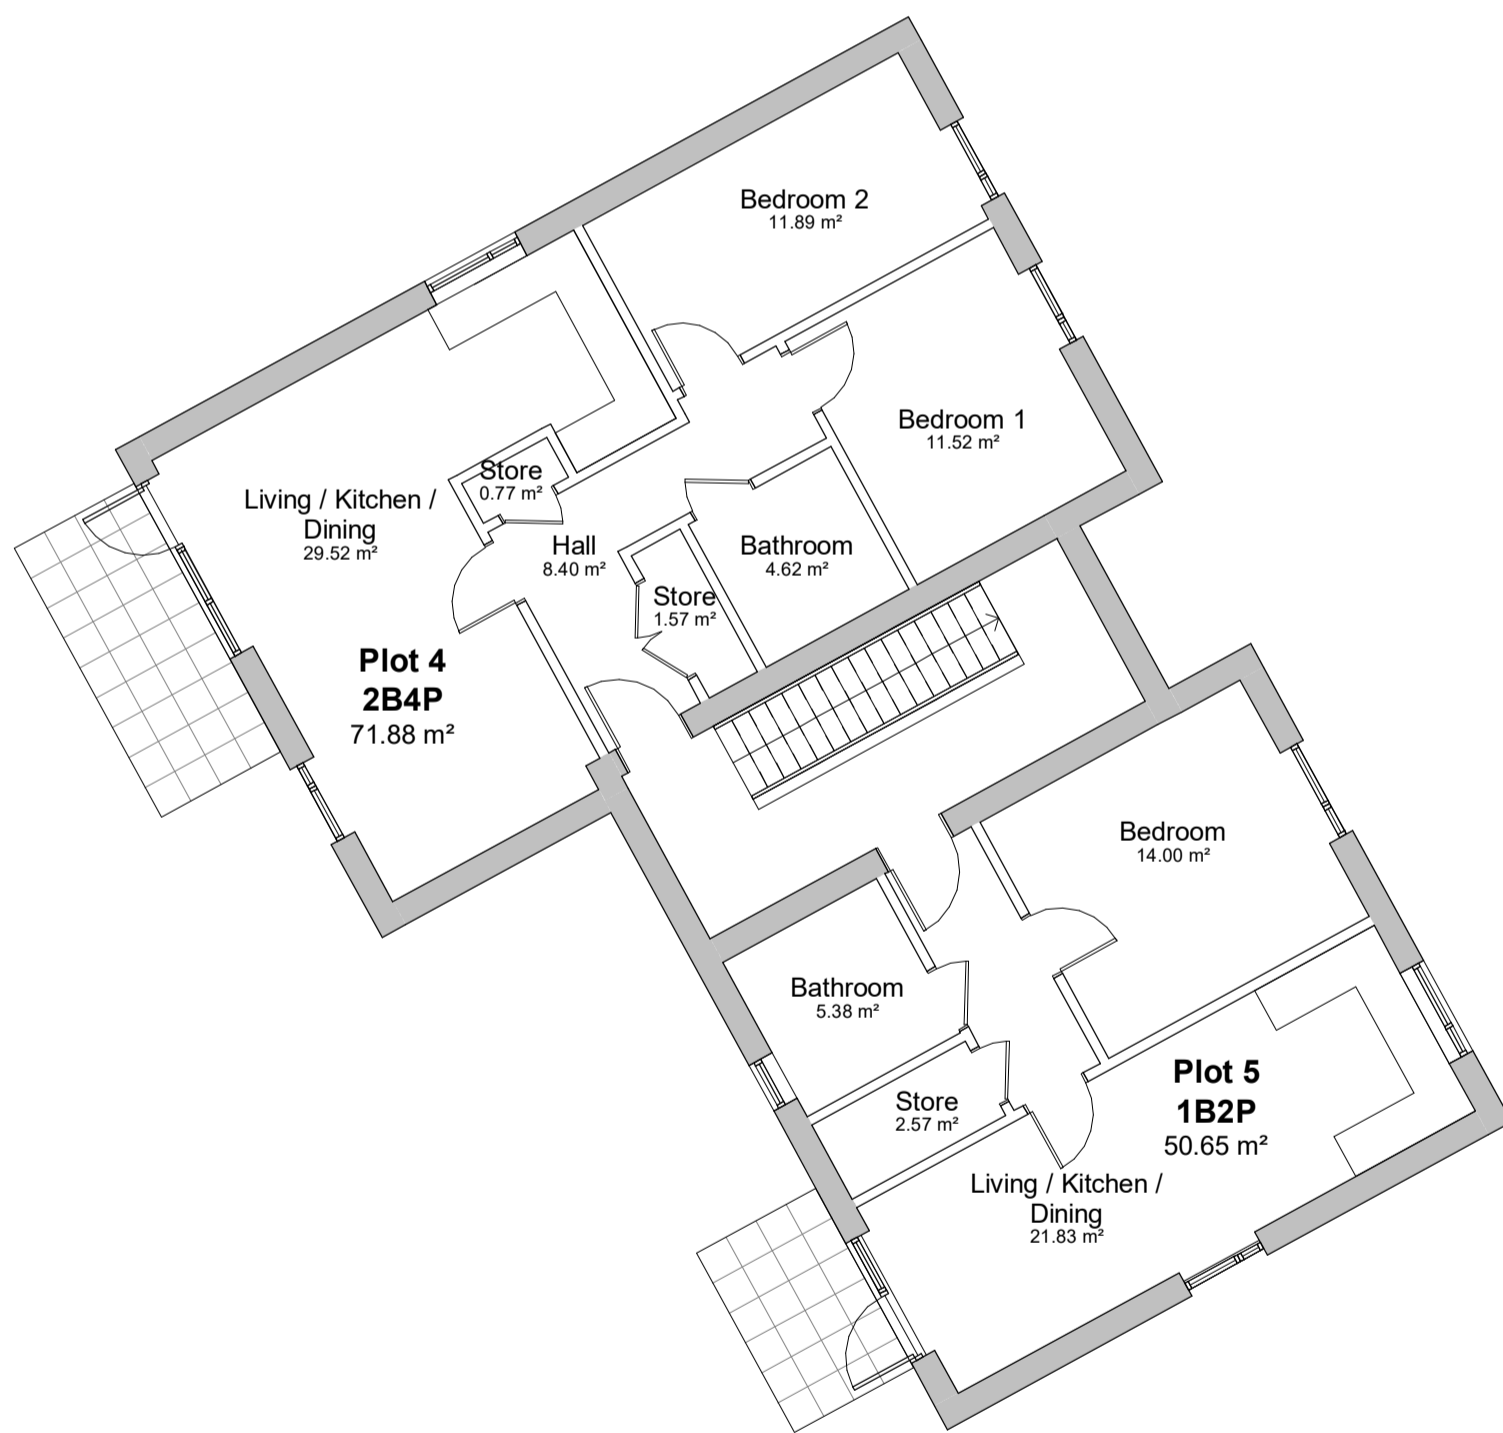 Bedroom 2
11.89 m²
Bedroom 1
11.52 m²
Store
0.77 m²
Living / Kitchen /
Dining
29.52 m²
Hall
8.40 m²
Bathroom
4.62 m²
Store
1.57 m²
Plot 4
2B4P
71.88 m²
Bedroom
14.00 m²
Bathroom
5.38 m²
Store
2.57 m²
Plot 5
1B2P
50.65 m²
Living / Kitchen /
Dining
21.83 m²